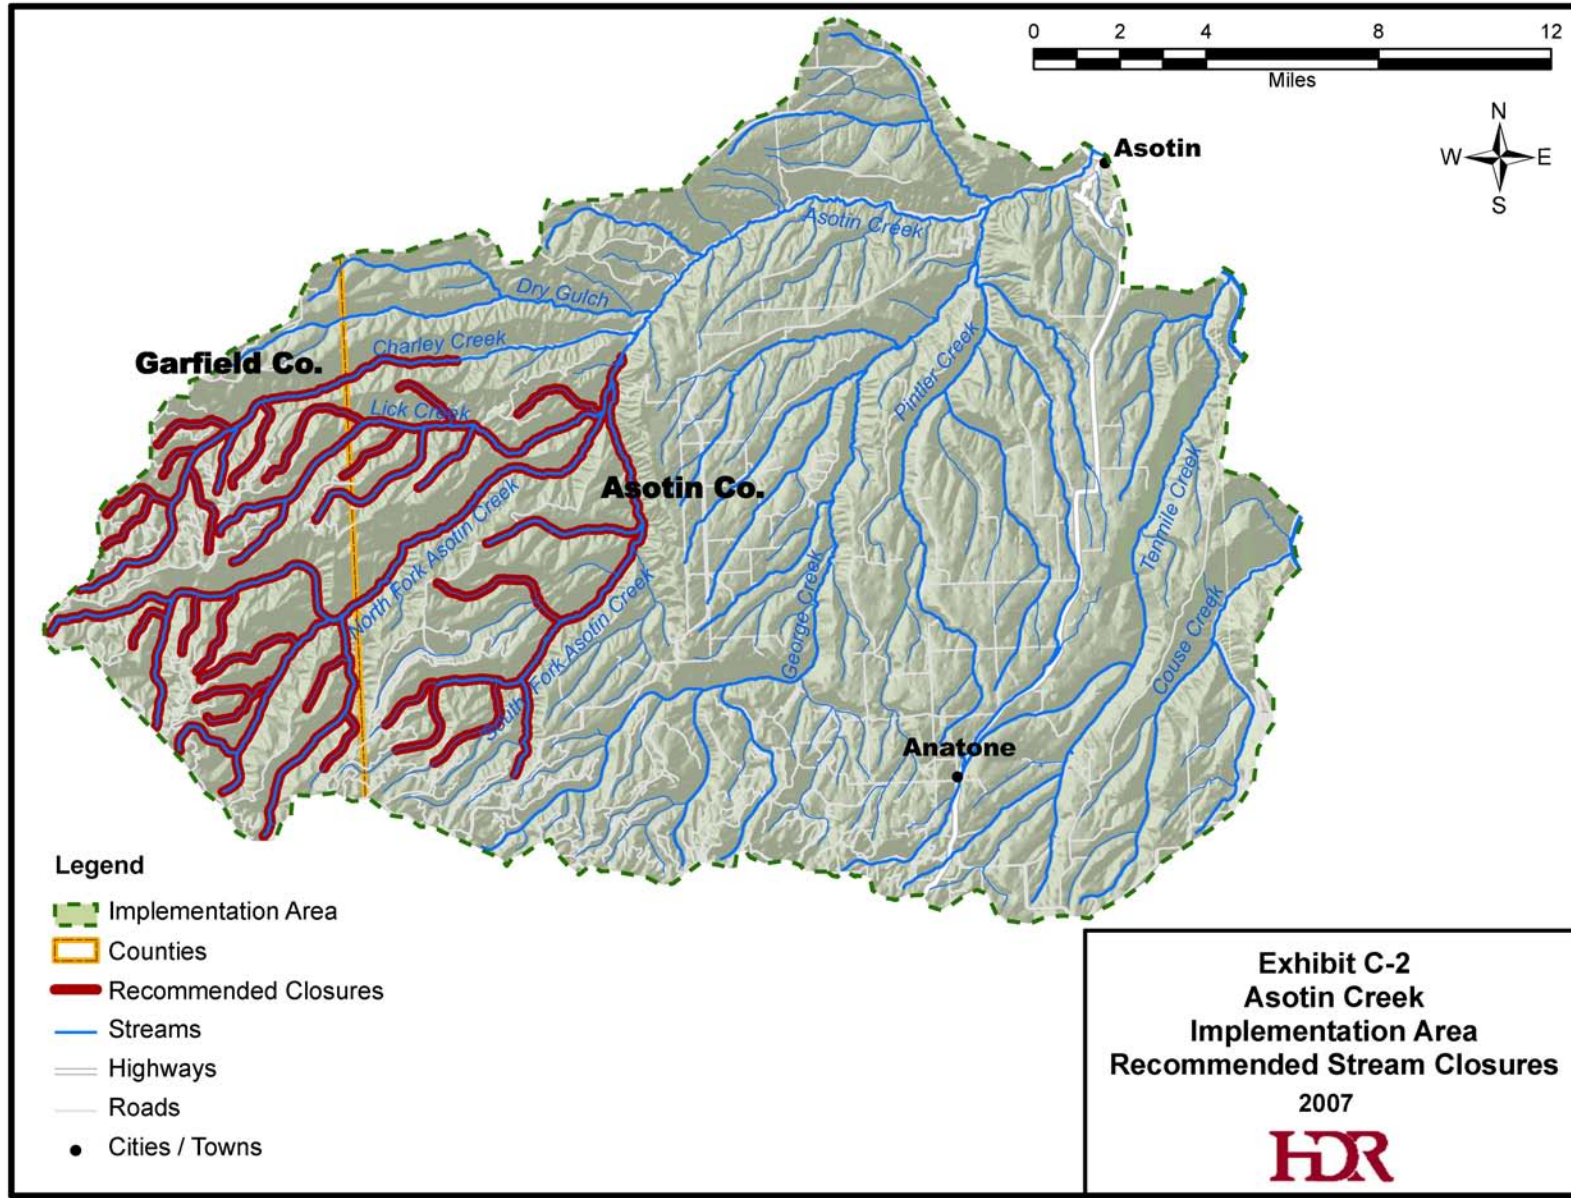 0 2 4 8 12
Miles
N
W E
S
Asotin
Asotin Creek
Dry Gulch
Charley Creek
Garfield Co.
Lick Creek
Pintler Creek
Asotin Co.
North Fork Asotin Creek
Tenmile Creek
South Fork Asotin Creek
George Creek
Couse Creek
Anatone
Legend
Implementation Area
Counties
Recommended Closures
Streams
Highways
Roads
Cities / Towns
Exhibit C-2
Asotin Creek
Implementation Area
Recommended Stream Closures
2007
HDR